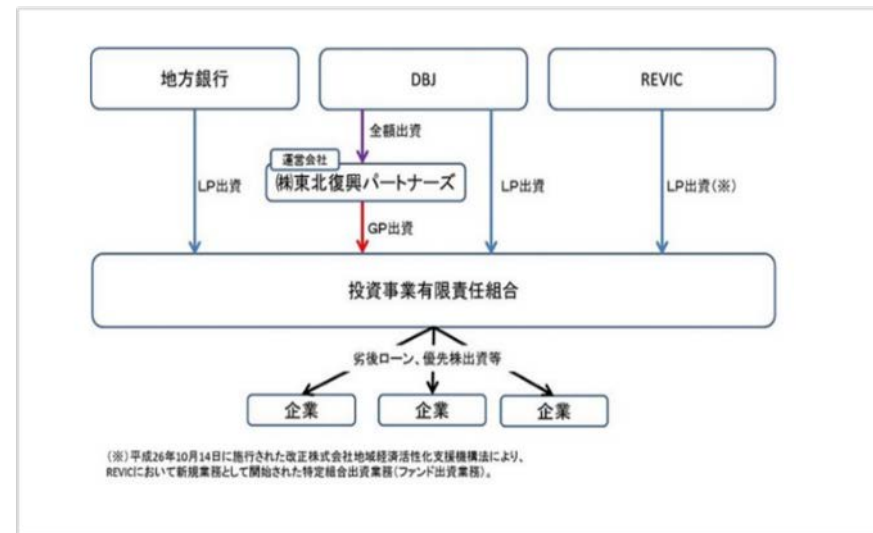 地方銀行
DBJ
REVIC
全額出資
運営会社
㈱東北復興パートナーズ
LP出資
LP出資
LP出資(※)
GP出資
投資事業有限責任組合
劣後ローン、優先株出資等
企業
企業
企業
(※)平成26年10月14日に施行された改正株式会社地域経済活性化支援機構法により、
REVICにおいて新規業務として開始された特定組合出資業務(ファンド出資業務)。